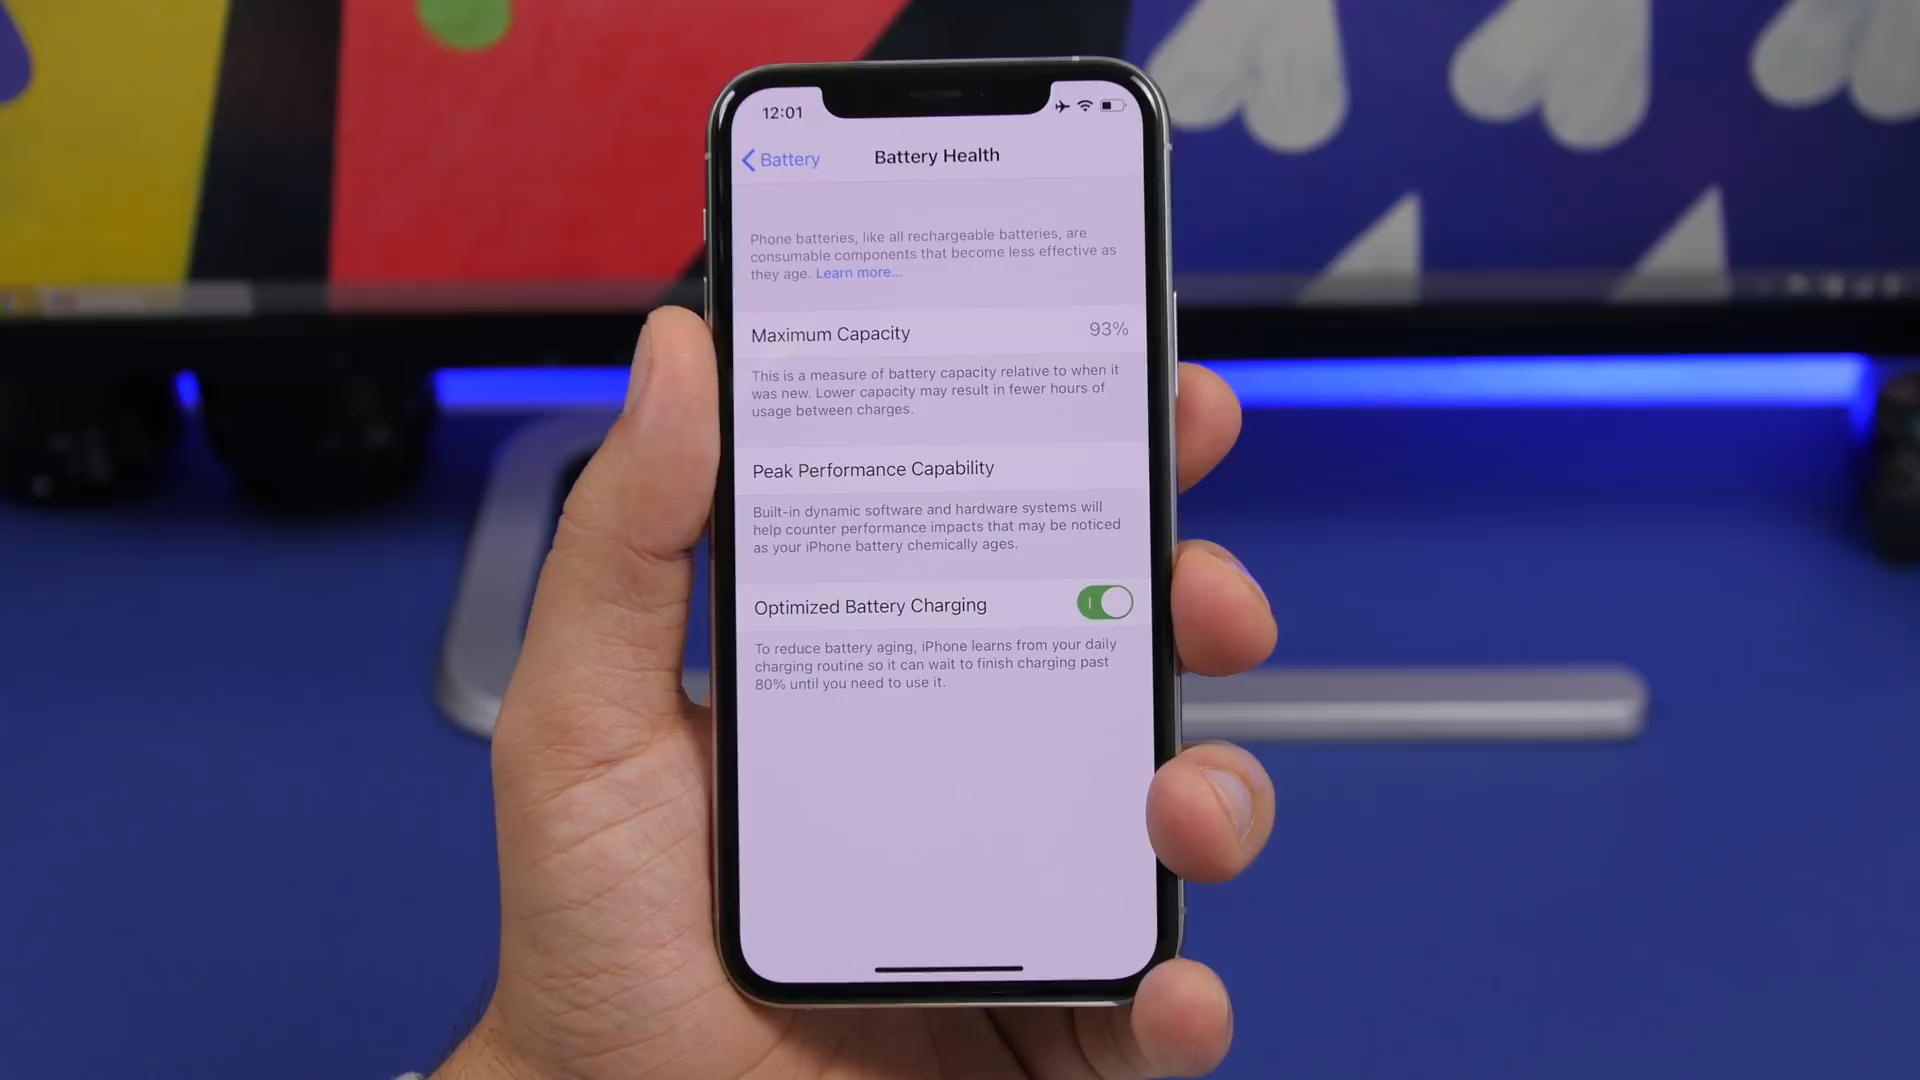 12:01
Battery
Battery Health
Phone batteries, like all rechargeable batteries, are
consumable components that become less effective as
they age. Learn more...
Maximum Capacity 93%
This is a measure of battery capacity relative to when it
was new. Lower capacity may result in fewer hours of
usage between charges.
Peak Performance Capability
Built-in dynamic software and hardware systems will
help counter performance impacts that may be noticed
as your iPhone battery chemically ages.
Optimized Battery Charging
To reduce battery aging, iPhone learns from your daily
charging routine so it can wait to finish charging past
80% until you need to use it.